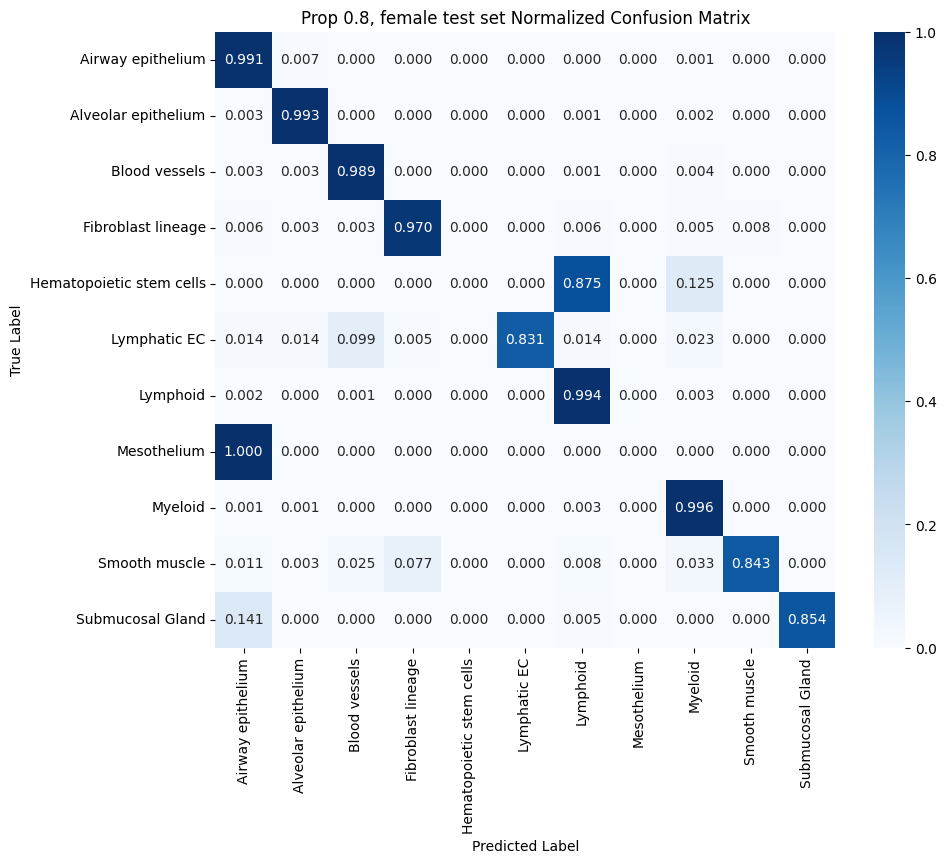 Prop 0.8, female test set Normalized Confusion Matrix
Airway epithelium 0.991 0.007 0.000 0.000 0.000 0.000 0.000 0.000 0.001 0.000 0.000
Alveolar epithelium 0.003 0.993 0.000 0.000 0.000 0.000 0.001 0.000 0.002 0.000 0.000
Blood vessels 0.003 0.003 0.989 0.000 0.000 0.000 0.001 0.000 0.004 0.000 0.000
Fibroblast lineage 0.006 0.003 0.003 0.970 0.000 0.000 0.006 0.000 0.005 0.008 0.000
Hematopoietic stem cells 0.000 0.000 0.000 0.000 0.000 0.000 0.875 0.000 0.125 0.000 0.000
Lymphatic EC 0.014 0.014 0.099 0.005 0.000 0.831 0.014 0.000 0.023 0.000 0.000
Lymphoid 0.002 0.000 0.001 0.000 0.000 0.000 0.994 0.000 0.003 0.000 0.000
Mesothelium 1.000 0.000 0.000 0.000 0.000 0.000 0.000 0.000 0.000 0.000 0.000
Myeloid 0.001 0.001 0.000 0.000 0.000 0.000 0.003 0.000 0.996 0.000 0.000
Smooth muscle 0.011 0.003 0.025 0.077 0.000 0.000 0.008 0.000 0.033 0.843 0.000
Submucosal Gland 0.141 0.000 0.000 0.000 0.000 0.000 0.005 0.000 0.000 0.000 0.854
True Label
Airway epithelium
Alveolar epithelium
Blood vessels
Fibroblast lineage
Hematopoietic stem cells
Lymphatic EC
Lymphoid
Mesothelium
Myeloid
Smooth muscle
Submucosal Gland
Predicted Label
1.0
0.8
0.6
0.4
0.2
0.0